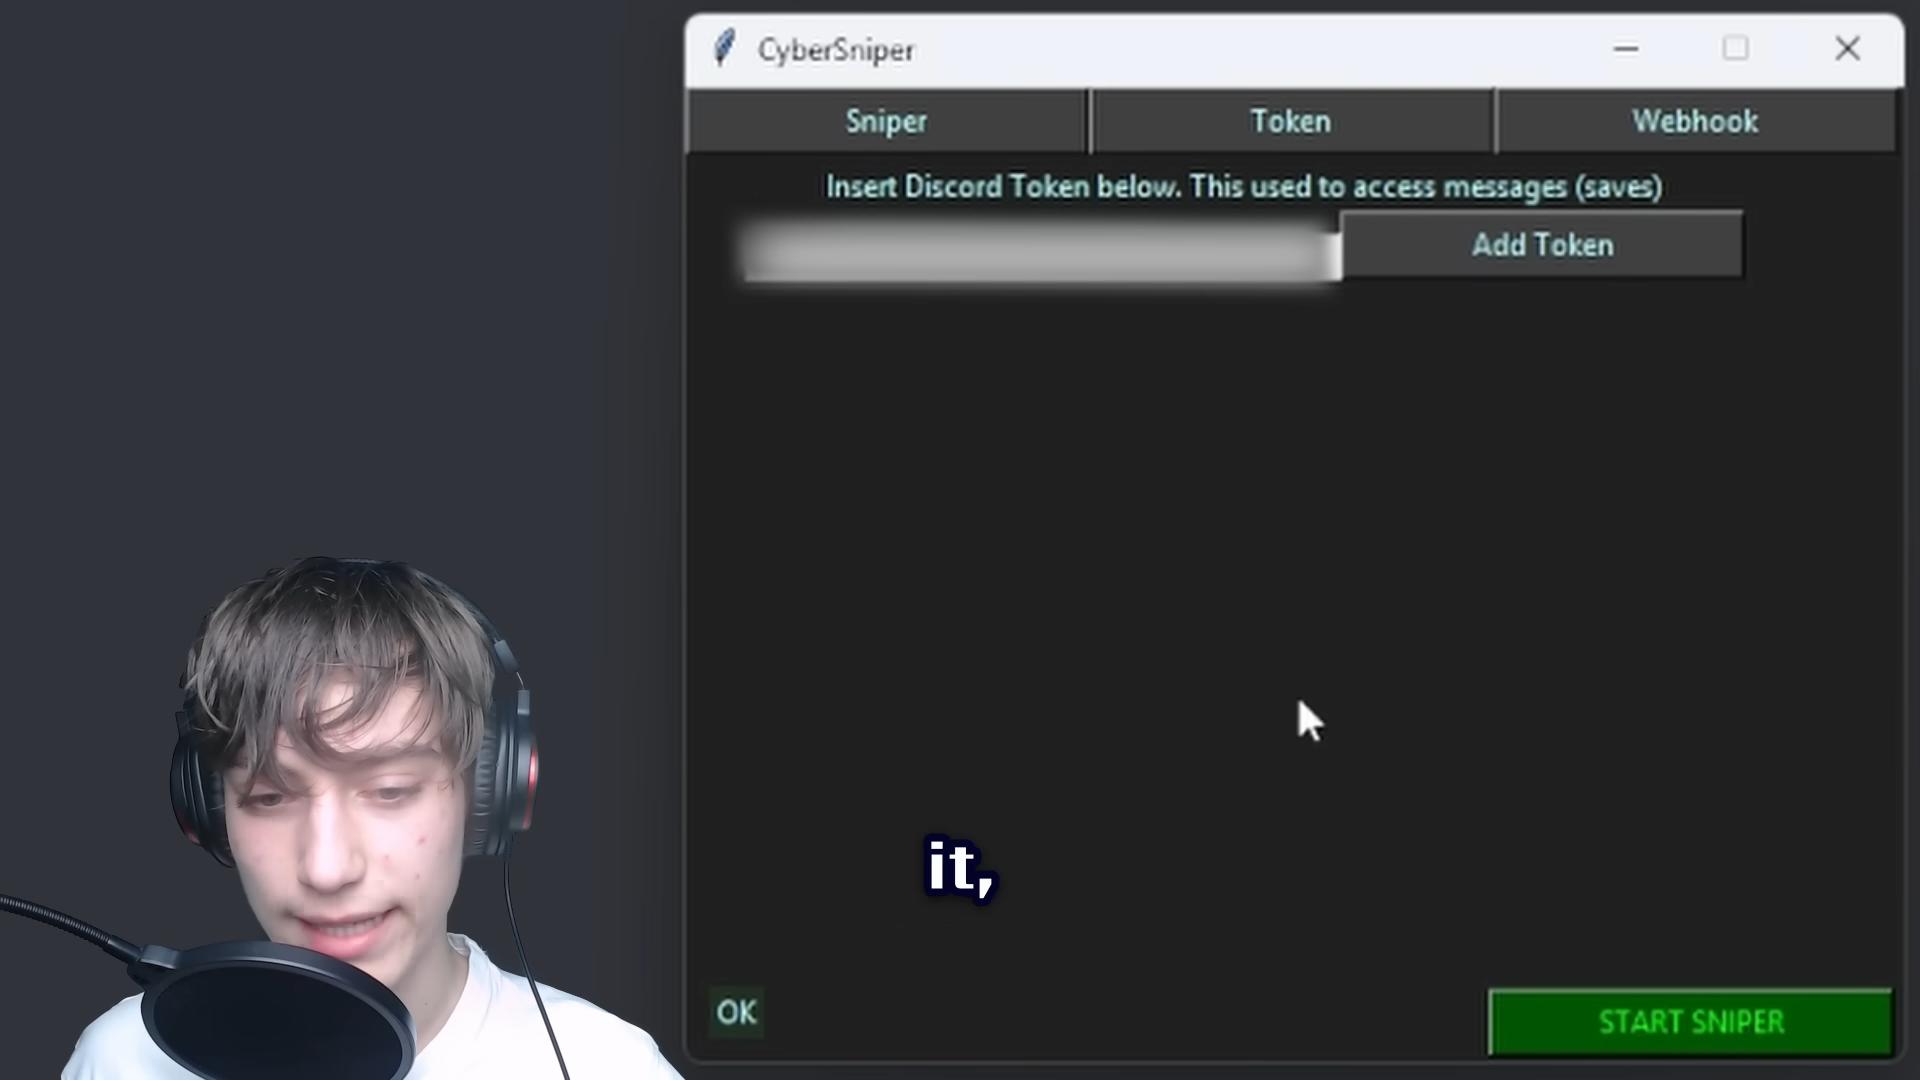 CyberSniper
Sniper Token Webhook
Insert Discord Token below. This used to access messages (saves)
Add Token
it,
OK
START SNIPER